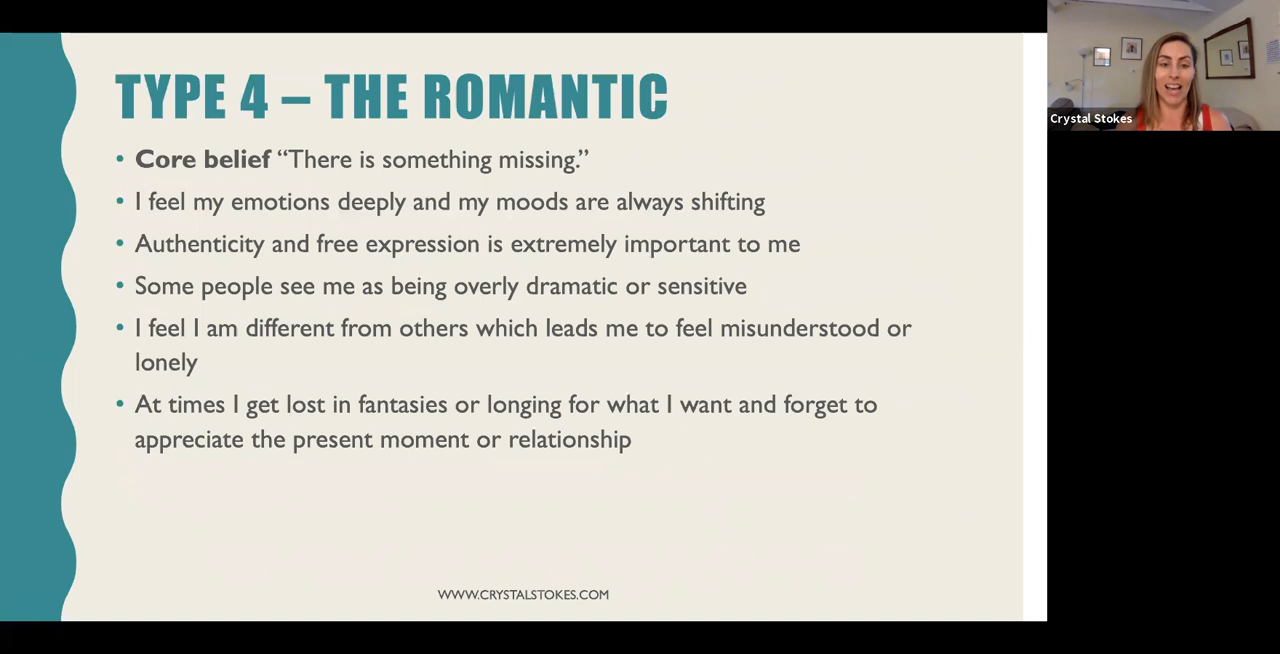 TYPE 4 – THE ROMANTIC
• Core belief “There is something missing.”
• I feel my emotions deeply and my moods are always shifting
• Authenticity and free expression is extremely important to me
• Some people see me as being overly dramatic or sensitive
• I feel I am different from others which leads me to feel misunderstood or
lonely
• At times I get lost in fantasies or longing for what I want and forget to
appreciate the present moment or relationship
WWW.CRYSTALSTOKES.COM
Crystal Stokes